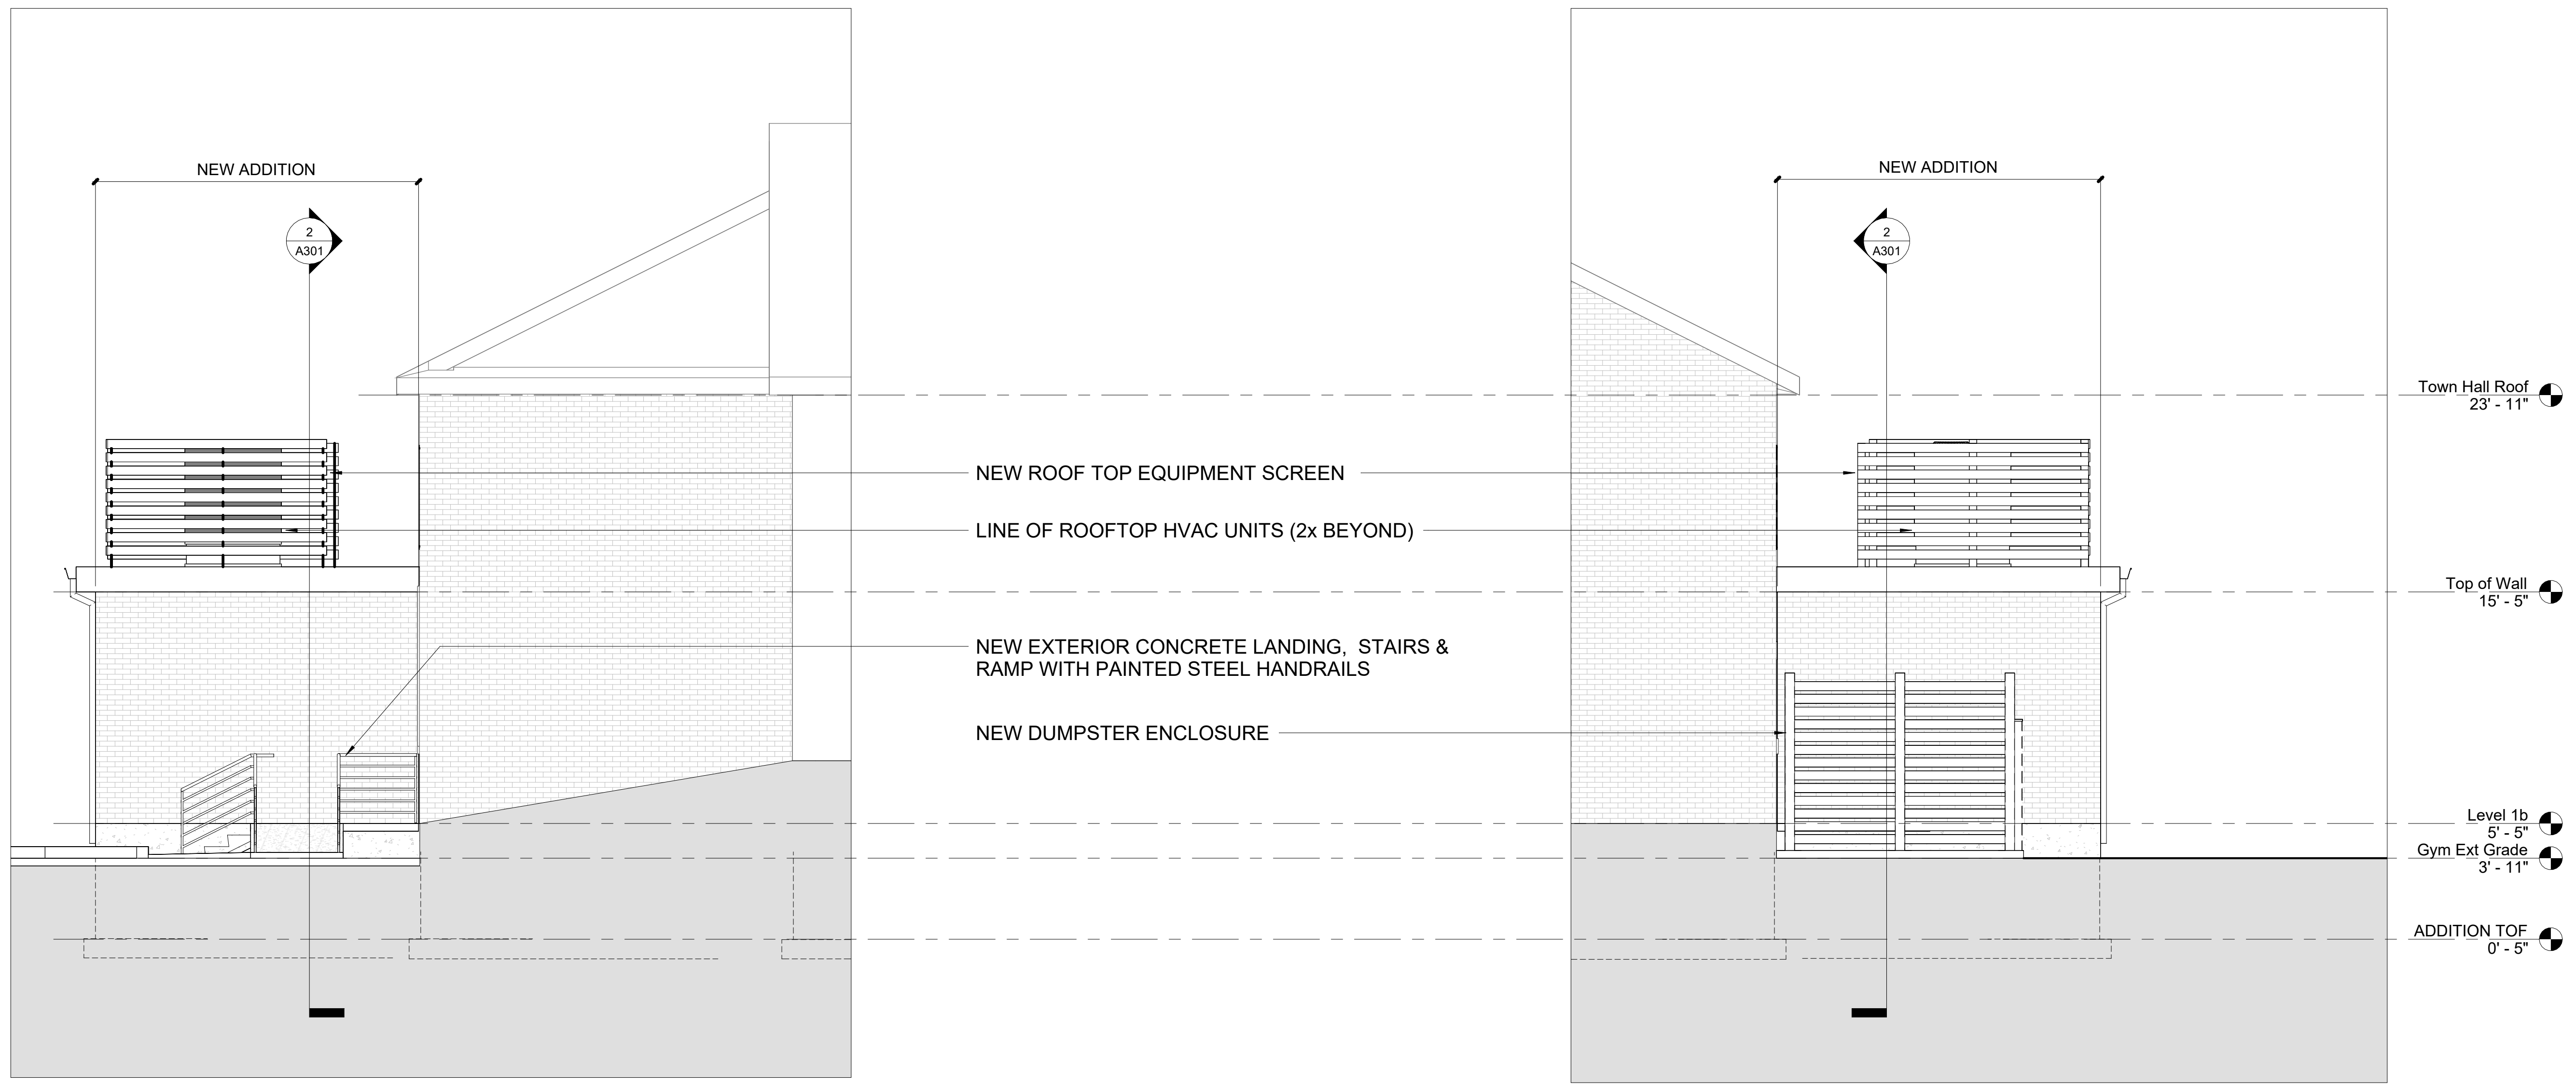 NEW ADDITION
2
A301
NEW ADDITION
2
A301
NEW ROOF TOP EQUIPMENT SCREEN
LINE OF ROOFTOP HVAC UNITS (2x BEYOND)
NEW EXTERIOR CONCRETE LANDING, STAIRS &
RAMP WITH PAINTED STEEL HANDRAILS
NEW DUMPSTER ENCLOSURE
Town Hall Roof
23' - 11"
Top of Wall
15' - 5"
Level 1b
5' - 5"
Gym Ext Grade
3' - 11"
ADDITION TOF
0' - 5"